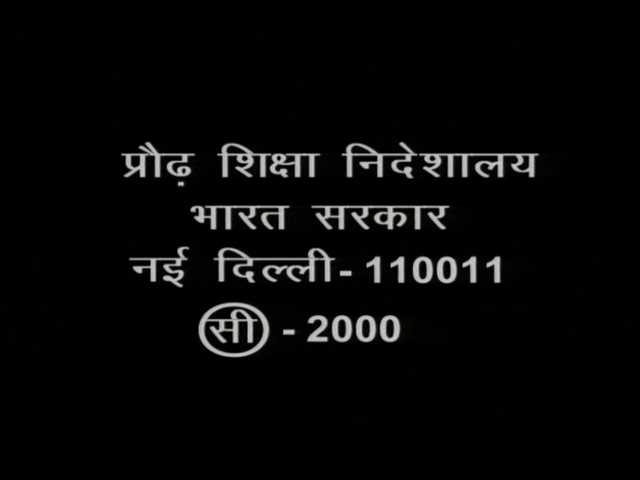 प्रौढ़ शिक्षा निदेशालय
भारत सरकार
नई दिल्ली- 110011
सी - 2000